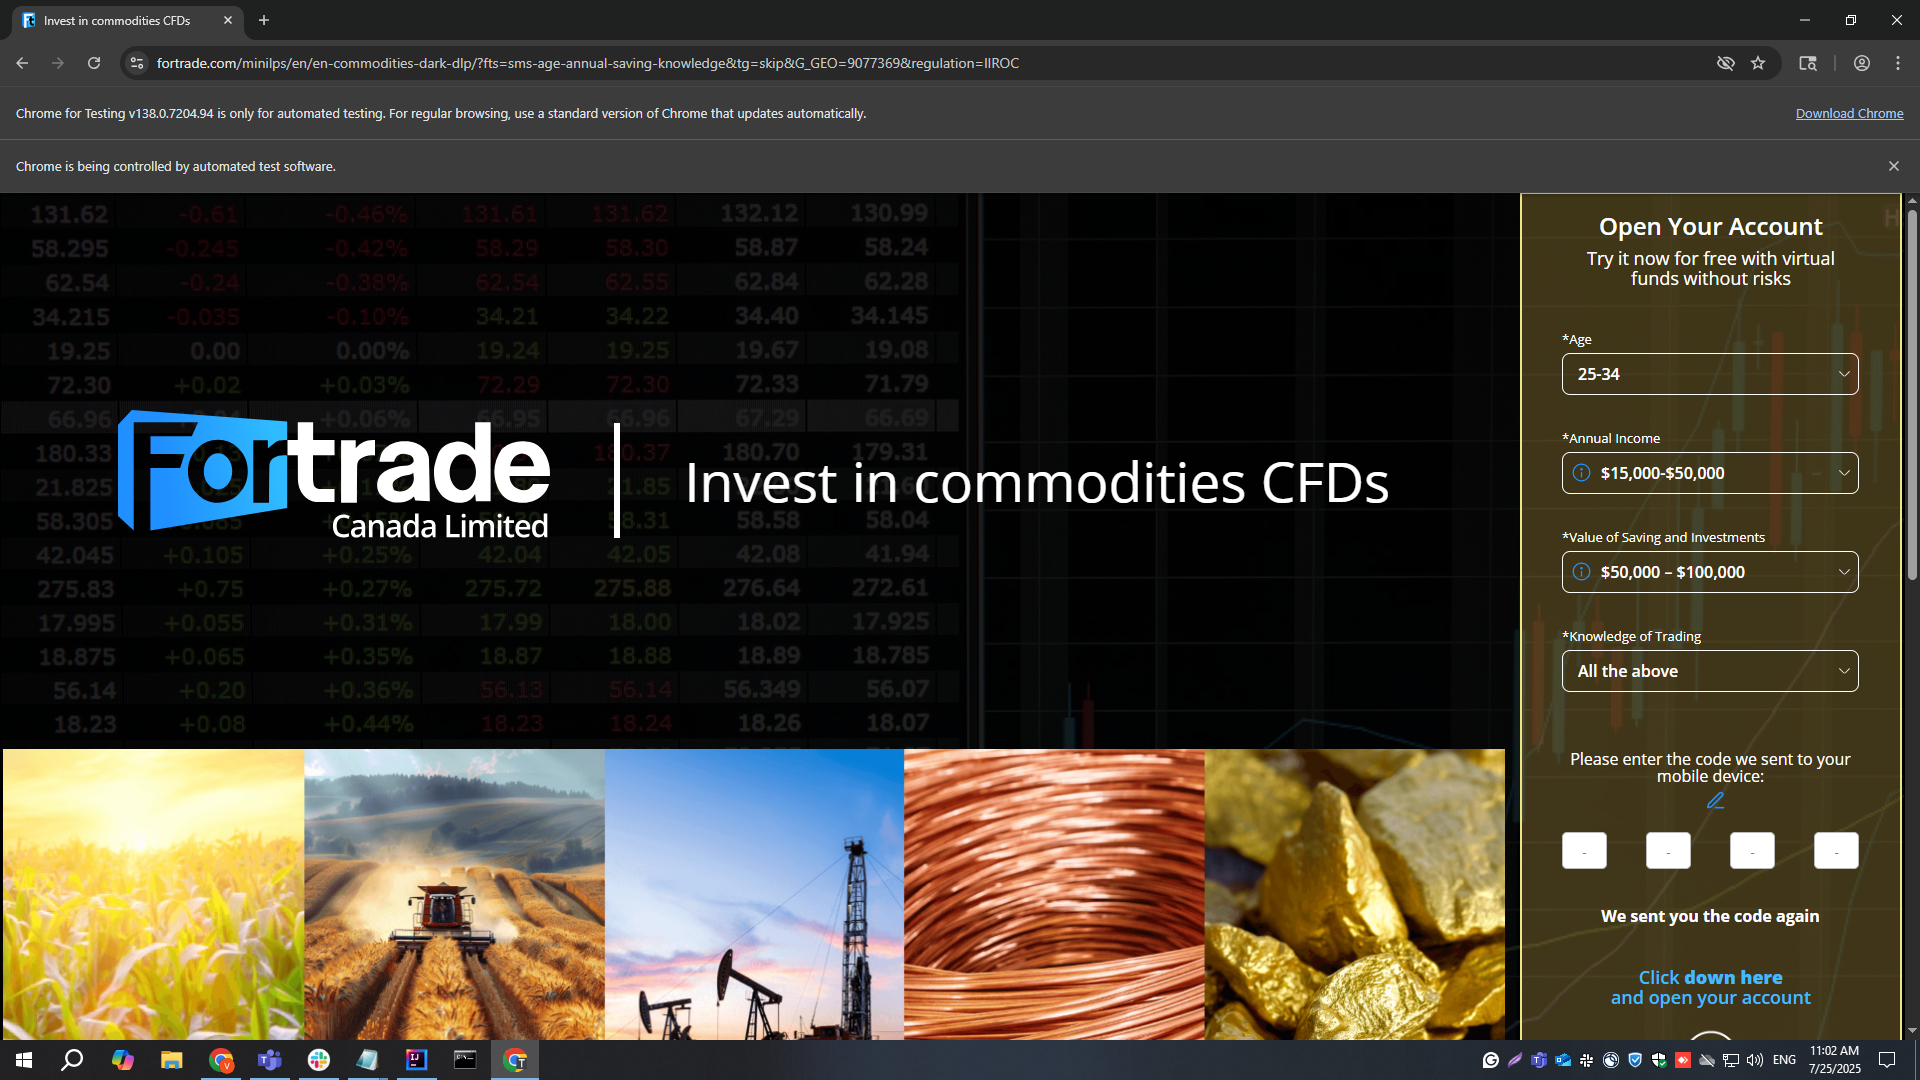 Invest in commodities CFDs
fortrade.com/minilps/en/en-commodities-dark-dlp/?fts=sms-age-annual-saving-knowledge&tg=skip&G_GEO=9077369&regulation=IIROC
Chrome for Testing v138.0.7204.94 is only for automated testing. For regular browsing, use a standard version of Chrome that updates automatically.
Download Chrome
Chrome is being controlled by automated test software.
131.62 -0.61 -0.46% 131.61 131.62 132.12 130.99
58.295 -0.245 -0.42% 58.29 58.30 58.87 58.24
62.54 -0.24 -0.38% 62.54 62.55 62.84 62.28
34.215 -0.035 -0.10% 34.21 34.22 34.40 34.145
19.25 0.00 0.00% 19.24 19.25 19.67 19.08
72.30 +0.02 +0.03% 72.29 72.30 72.33 71.79
66.96 +0.06% 66.95 66.96 67.29 66.69
180.33 180.37 180.70 179.31
21.825 21.85
58.305 58.31 58.58 58.04
42.045 +0.105 +0.25% 42.04 42.05 42.08 41.94
275.83 +0.75 +0.27% 275.72 275.88 276.64 272.61
17.995 +0.055 +0.31% 17.99 18.00 18.02 17.925
18.875 +0.065 +0.35% 18.87 18.88 18.89 18.785
56.14 +0.20 +0.36% 56.13 56.14 56.349 56.07
18.23 +0.08 +0.44% 18.23 18.24 18.26 18.07
Fortrade
Canada Limited
Invest in commodities CFDs
Open Your Account
Try it now for free with virtual
funds without risks
*Age
25-34
*Annual Income
$15,000-$50,000
*Value of Saving and Investments
$50,000 – $100,000
*Knowledge of Trading
All the above
Please enter the code we sent to your
mobile device:
- - - -
We sent you the code again
Click down here
and open your account
ENG
11:02 AM
7/25/2025